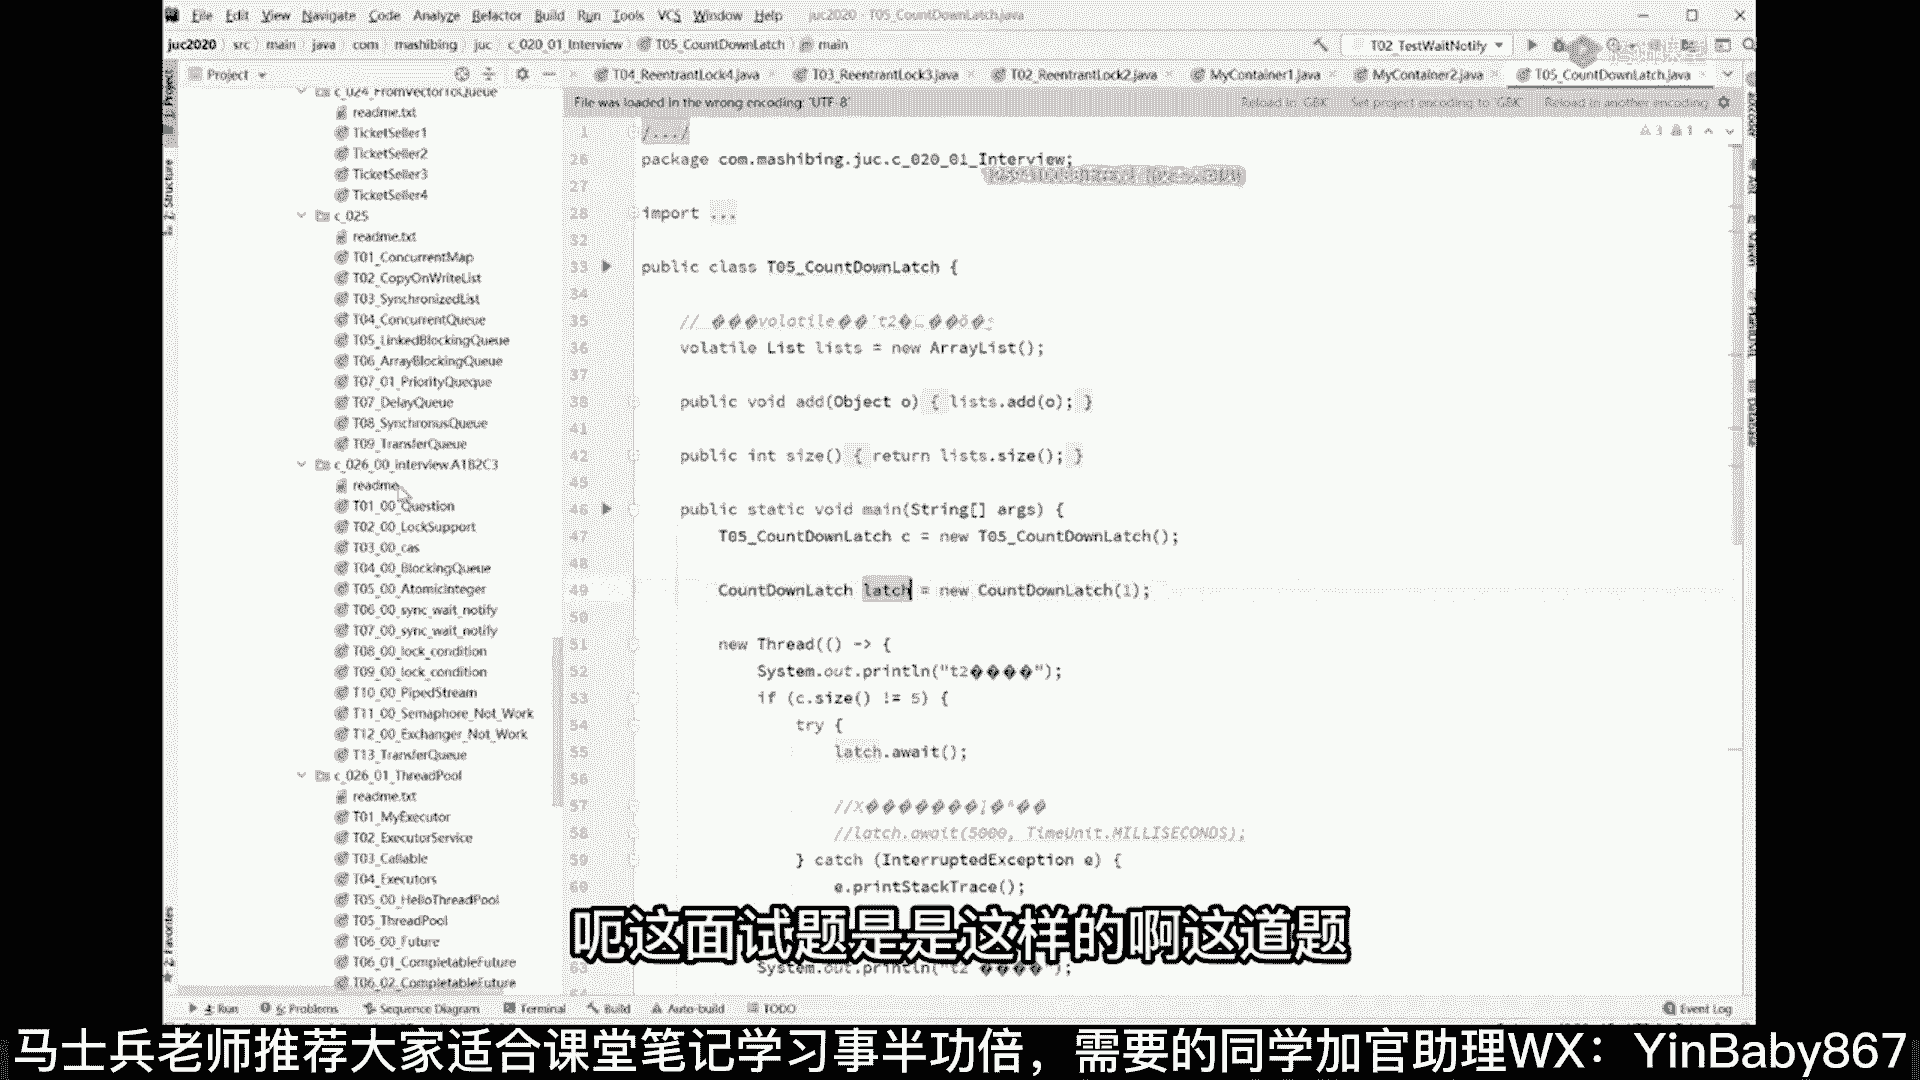 File Edit View Navigate Code Analyze Refactor Build Run Tools VCS Window Help juc2020 - T05_CountDownLatch.java
juc2020 src main java com mashibing juc c_020_01_Interview T05_CountDownLatch main
T02_TestWaitNotify
Project
T04_ReentrantLock4.java T03_ReentrantLock3.java T02_ReentrantLock2.java MyContainer1.java MyContainer2.java T05_CountDownLatch.java
File was loaded in the wrong encoding: 'UTF-8' Reload in 'GBK' Set project encoding to 'GBK' Reload in another encoding
1: Project
Z: Structure
2: Favorites
Ant
Maven
Database
c_024_FromVectorToQueue
readme.txt
TicketSeller1
TicketSeller2
TicketSeller3
TicketSeller4
c_025
readme.txt
T01_ConcurrentMap
T02_CopyOnWriteList
T03_SynchronizedList
T04_ConcurrentQueue
T05_LinkedBlockingQueue
T06_ArrayBlockingQueue
T07_01_PriorityQueque
T07_DelayQueue
T08_SynchronusQueue
T09_TransferQueue
c_026_00_interview.A1B2C3
readme
T01_00_Question
T02_00_LockSupport
T03_00_cas
T04_00_BlockingQueue
T05_00_AtomicInteger
T06_00_sync_wait_notify
T07_00_sync_wait_notify
T08_00_lock_condition
T09_00_lock_condition
T10_00_PipedStream
T11_00_Semaphore_Not_Work
T12_00_Exchanger_Not_Work
T13_TransferQueue
c_026_01_ThreadPool
readme.txt
T01_MyExecutor
T02_ExecutorService
T03_Callable
T04_Executors
T05_00_HelloThreadPool
T05_ThreadPool
T06_00_Future
T06_01_CompletableFuture
T06_02_CompletableFuture
3 1
1 /.../
26 package com.mashibing.juc.c_020_01_Interview;
27
28 import ...
32
33 public class T05_CountDownLatch {
34
35 // ���volatile��
36 volatile List lists = new ArrayList();
37
38 public void add(Object o) { lists.add(o); }
41
42 public int size() { return lists.size(); }
45
46 public static void main(String[] args) {
47 T05_CountDownLatch c = new T05_CountDownLatch();
48
49 CountDownLatch latch = new CountDownLatch(1);
50
51 new Thread(() -> {
52 System.out.println("t2����");
53 if (c.size() != 5) {
54 try {
55 latch.await();
56
57
58 //latch.await(5000, TimeUnit.MILLISECONDS);
59 } catch (InterruptedException e) {
60 e.printStackTrace();
呃这面试题是是这样的啊这道题
63 System.out.println("t2 ����");
4: Run 6: Problems Sequence Diagram Terminal Build Auto-build TODO Event Log
马士兵老师推荐大家适合课堂笔记学习事半功倍，需要的同学加官助理WX：YinBaby867